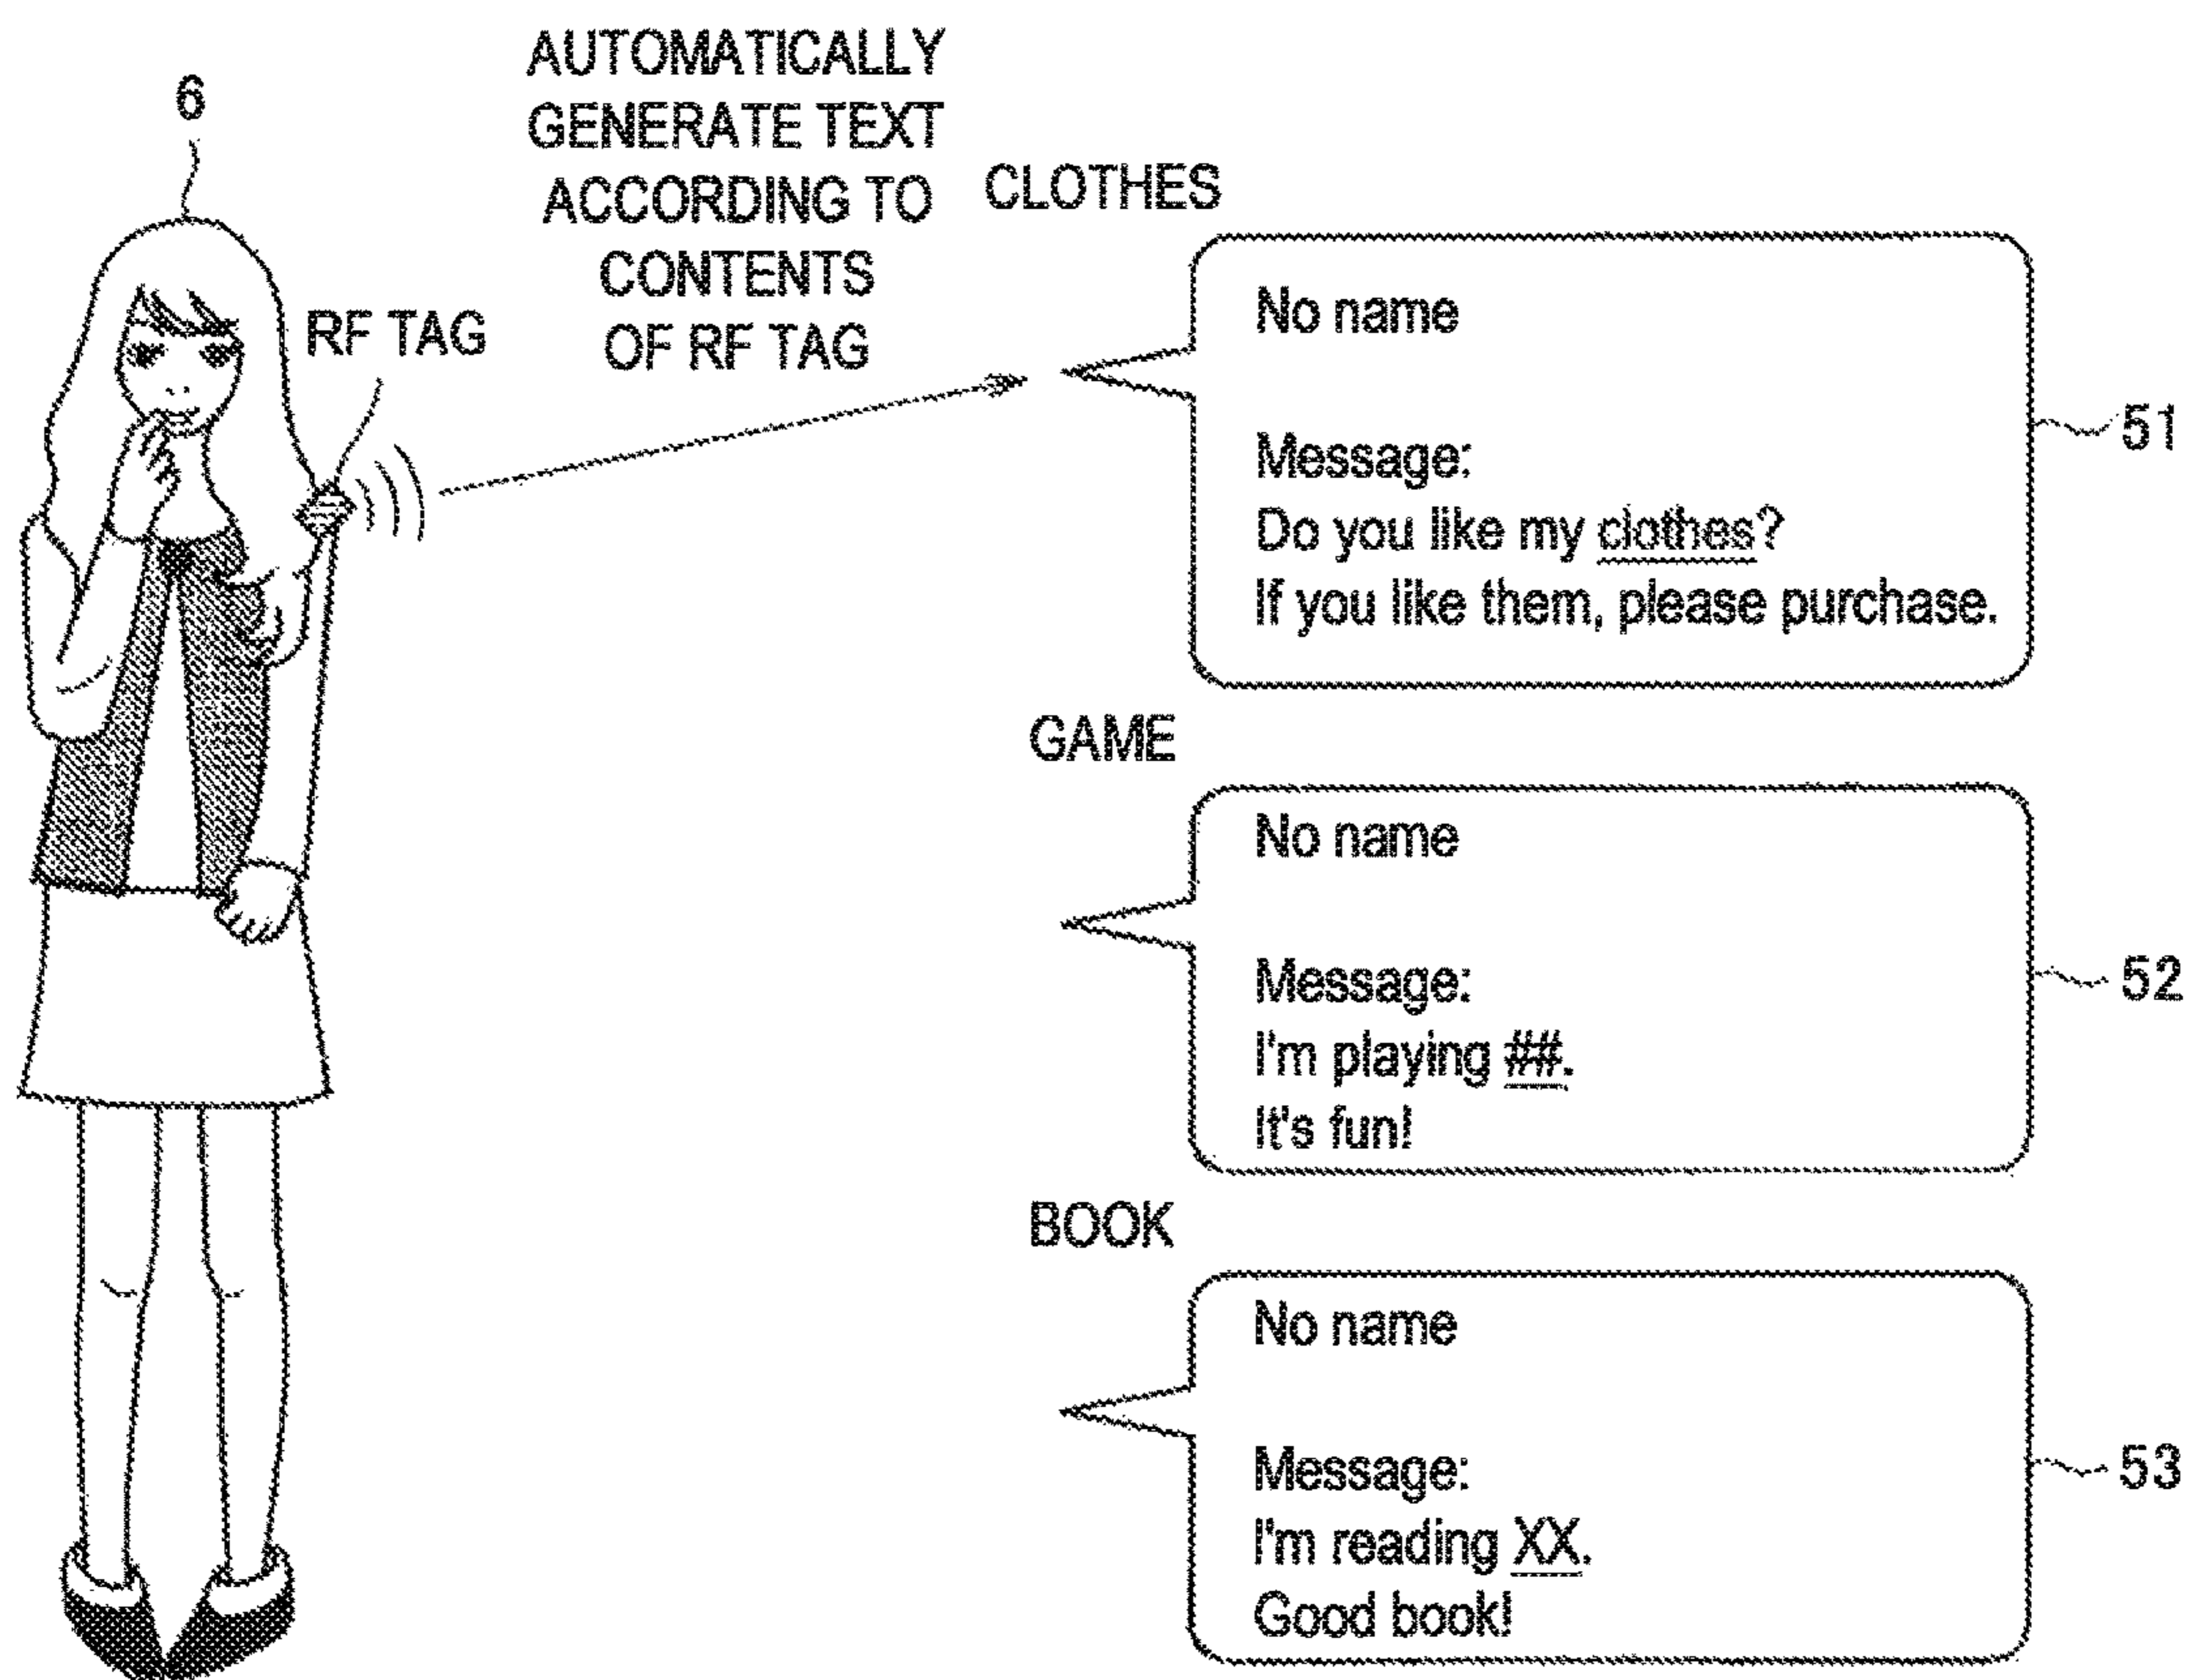 6
AUTOMATICALLY
GENERATE TEXT
ACCORDING TO
CONTENTS
OF RF TAG
RF TAG
CLOTHES
No name
Message:
Do you like my clothes?
If you like them, please purchase.
51
GAME
No name
Message:
I'm playing ##.
It's fun!
52
BOOK
No name
Message:
I'm reading XX.
Good book!
53